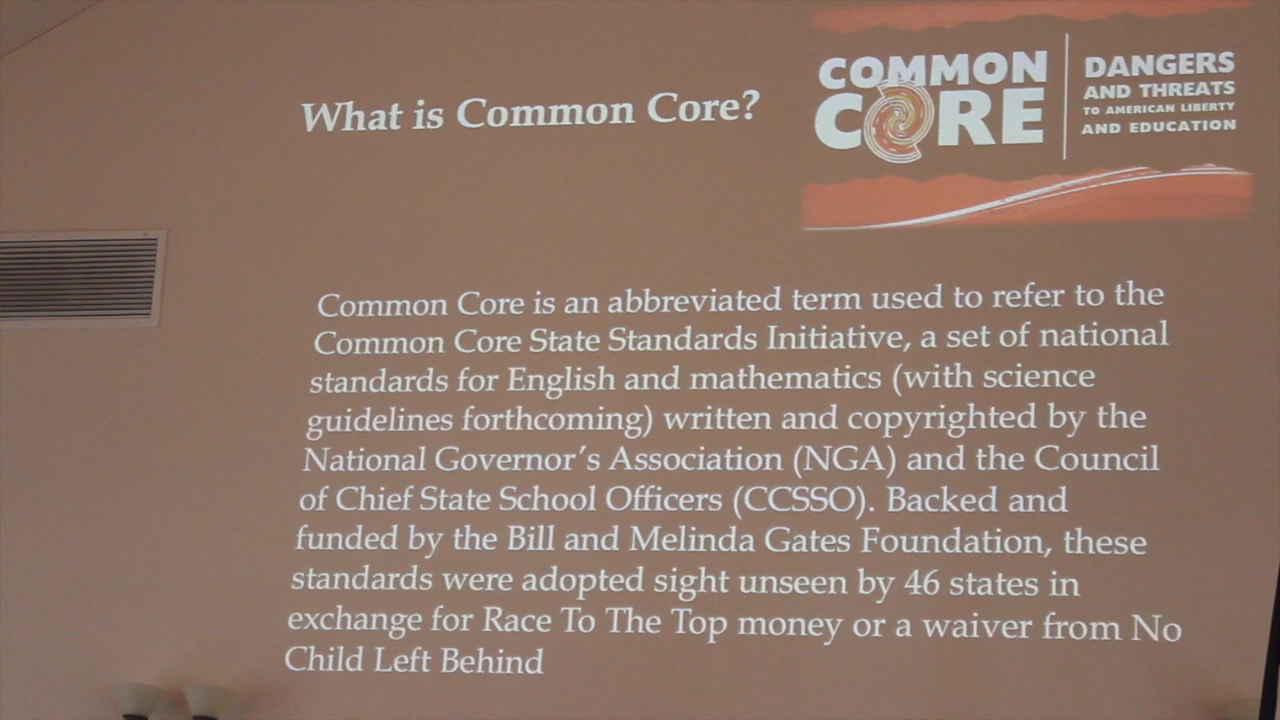 What is Common Core?
COMMON
CORE
DANGERS
AND THREATS
TO AMERICAN LIBERTY
AND EDUCATION
Common Core is an abbreviated term used to refer to the
Common Core State Standards Initiative, a set of national
standards for English and mathematics (with science
guidelines forthcoming) written and copyrighted by the
National Governor's Association (NGA) and the Council
of Chief State School Officers (CCSSO). Backed and
funded by the Bill and Melinda Gates Foundation, these
standards were adopted sight unseen by 46 states in
exchange for Race To The Top money or a waiver from No
Child Left Behind